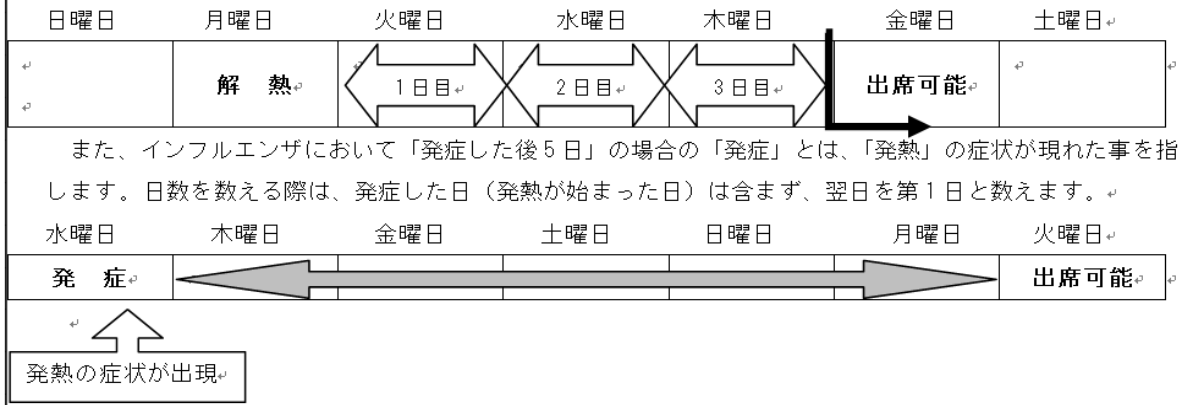 日曜日 月曜日 火曜日 水曜日 木曜日 金曜日 土曜日
解 熱 1日目 2日目 3日目 出席可能
また、インフルエンザにおいて「発症した後5日」の場合の「発症」とは、「発熱」の症状が現れた事を指
します。日数を数える際は、発症した日（発熱が始まった日）は含まず、翌日を第1日と数えます。
水曜日 木曜日 金曜日 土曜日 日曜日 月曜日 火曜日
発 症 出席可能
発熱の症状が出現